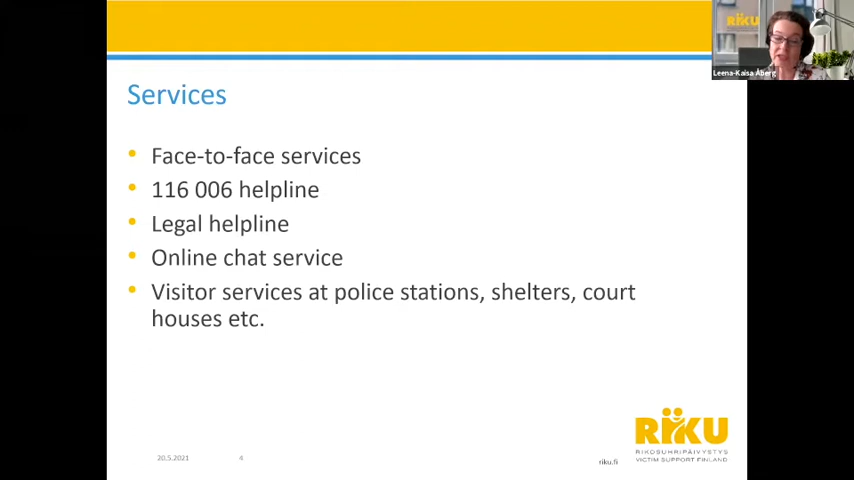 RIKU
Leena-Kaisa Åberg
Services
• Face-to-face services
• 116 006 helpline
• Legal helpline
• Online chat service
• Visitor services at police stations, shelters, court
houses etc.
20.5.2021
4
riku.fi
RIKU
RIKOSUHRIPÄIVYSTYS
VICTIM SUPPORT FINLAND